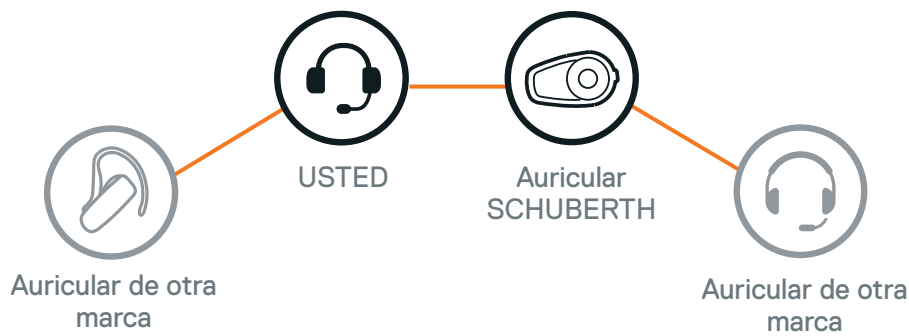 USTED
Auricular
SCHUBERTH
Auricular de otra
marca
Auricular de otra
marca